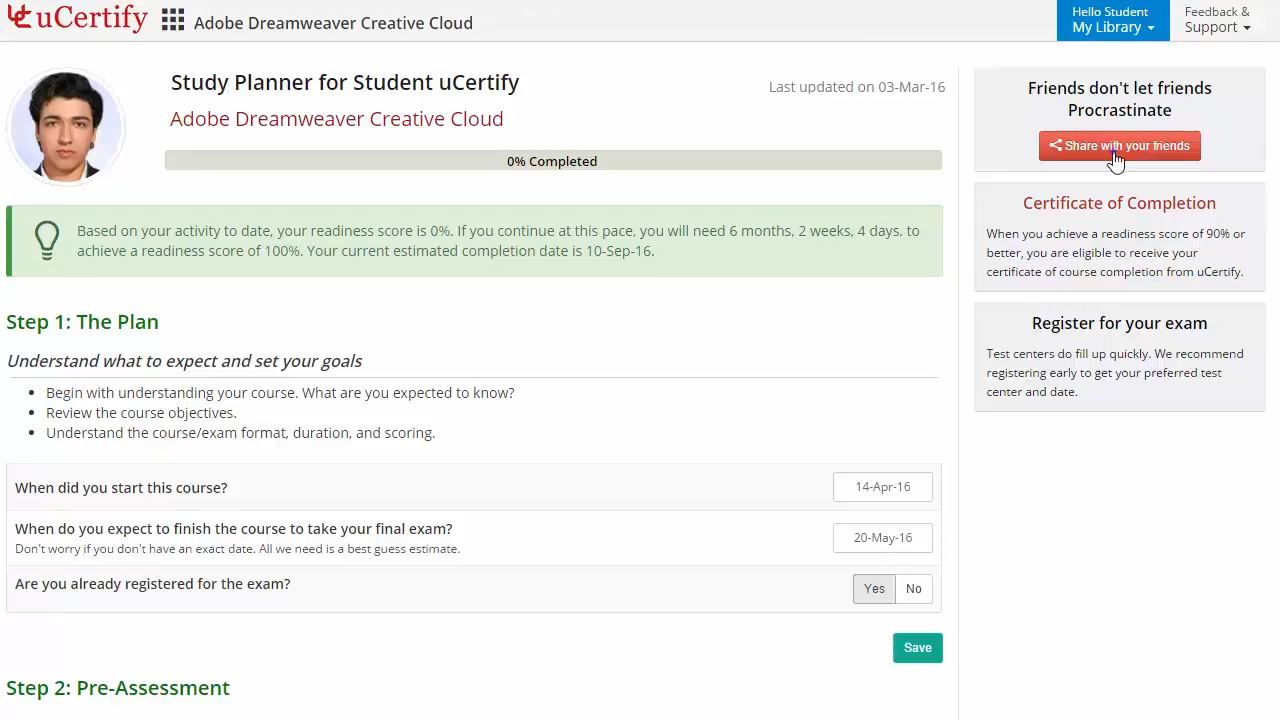 uCertify
Adobe Dreamweaver Creative Cloud
Hello Student
My Library
Feedback &
Support
Study Planner for Student uCertify
Last updated on 03-Mar-16
Adobe Dreamweaver Creative Cloud
0% Completed
Based on your activity to date, your readiness score is 0%. If you continue at this pace, you will need 6 months, 2 weeks, 4 days, to
achieve a readiness score of 100%. Your current estimated completion date is 10-Sep-16.
Step 1: The Plan
Understand what to expect and set your goals
• Begin with understanding your course. What are you expected to know?
• Review the course objectives.
• Understand the course/exam format, duration, and scoring.
When did you start this course?
14-Apr-16
When do you expect to finish the course to take your final exam?
Don't worry if you don't have an exact date. All we need is a best guess estimate.
20-May-16
Are you already registered for the exam?
Yes No
Save
Step 2: Pre-Assessment
Friends don't let friends
Procrastinate
Share with your friends
Certificate of Completion
When you achieve a readiness score of 90% or
better, you are eligible to receive your
certificate of course completion from uCertify.
Register for your exam
Test centers do fill up quickly. We recommend
registering early to get your preferred test
center and date.